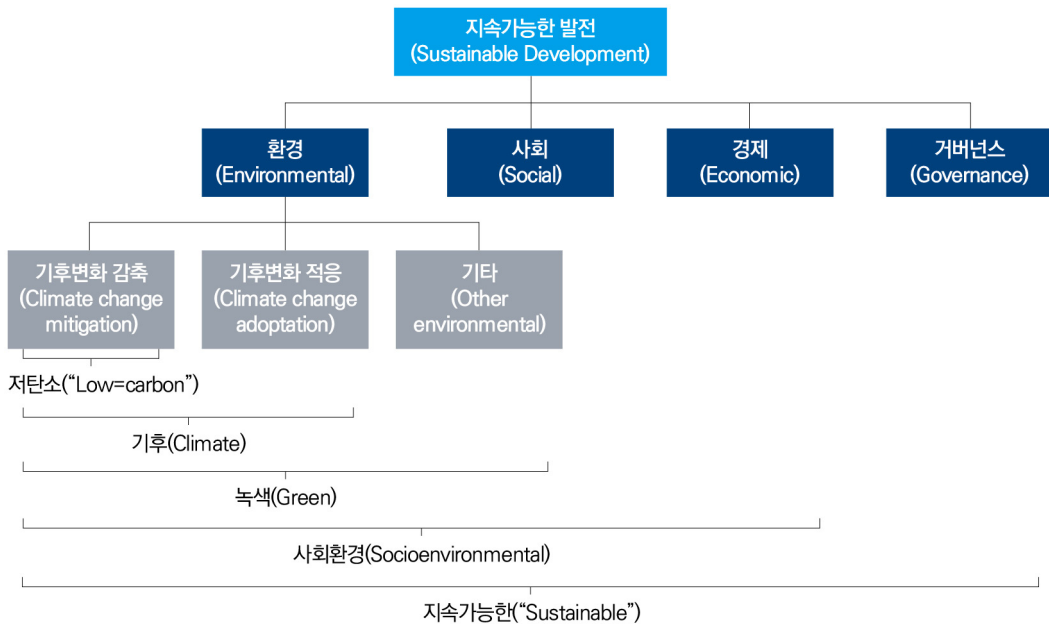 지속가능한 발전
(Sustainable Development)
환경
(Environmental)
사회
(Social)
경제
(Economic)
거버넌스
(Governance)
기후변화 감축
(Climate change
mitigation)
기후변화 적응
(Climate change
adoptation)
기타
(Other
environmental)
저탄소(“Low=carbon”)
기후(Climate)
녹색(Green)
사회환경(Socioenvironmental)
지속가능한(“Sustainable”)